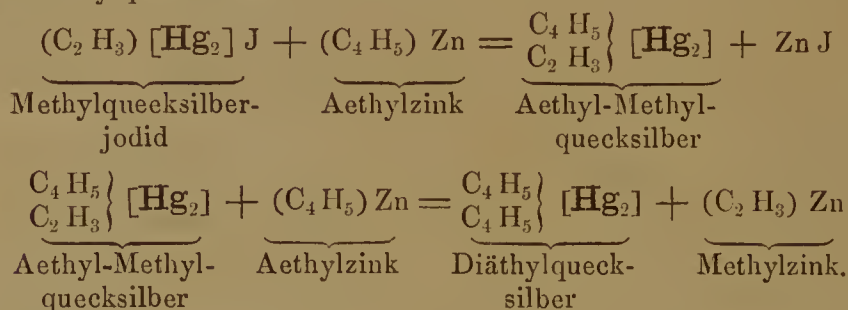 (C₂ H₃) [Hg₂] J + (C₄ H₅) Zn = C₄ H₅ C₂ H₃} [Hg₂] + Zn J
Methylquecksilber- Aethylzink Aethyl-Methyl-
jodid quecksilber
C₄ H₅ C₂ H₃} [Hg₂] + (C₄ H₅) Zn = C₄ H₅ C₄ H₅} [Hg₂] + (C₂ H₃) Zn
Aethyl-Methyl- Aethylzink Diäthylqueck- Methylzink.
quecksilber silber